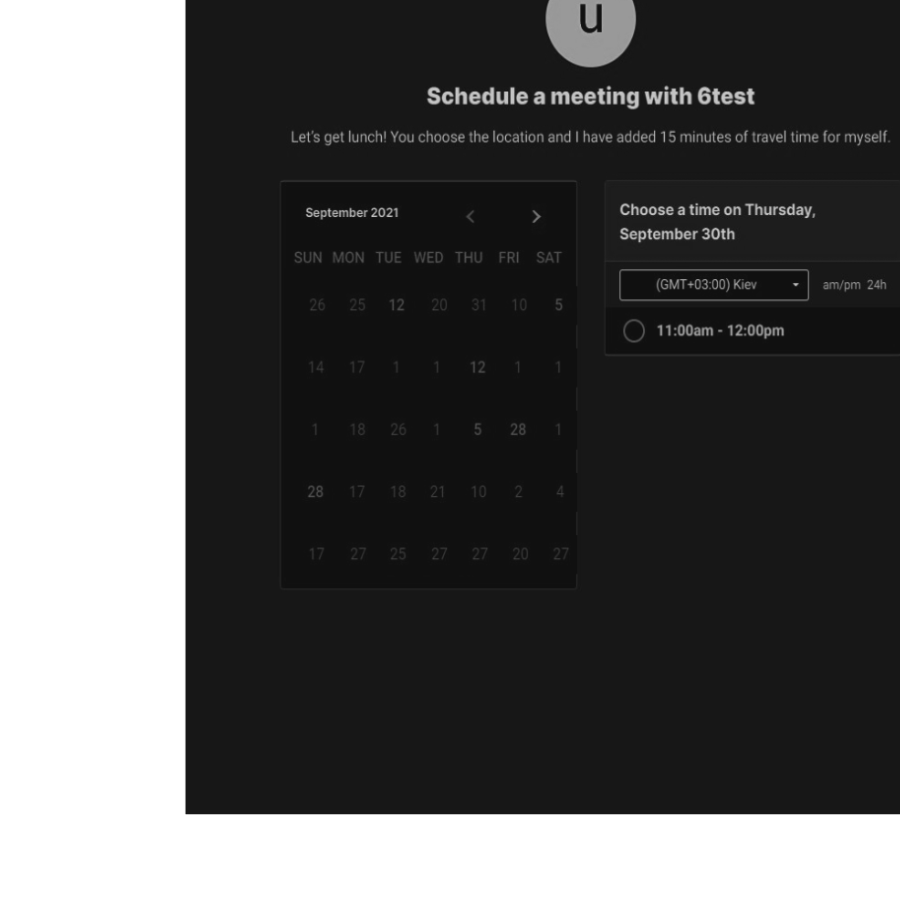 u
Schedule a meeting with 6test
Let's get lunch! You choose the location and I have added 15 minutes of travel time for myself.
September 2021
SUN MON TUE WED THU FRI SAT
26 25 12 20 31 10 5
14 17 1 1 12 1 1
1 18 26 1 5 28 1
28 17 18 21 10 2 4
17 27 25 27 27 20 27
Choose a time on Thursday,
September 30th
(GMT+03:00) Kiev am/pm 24h
11:00am - 12:00pm